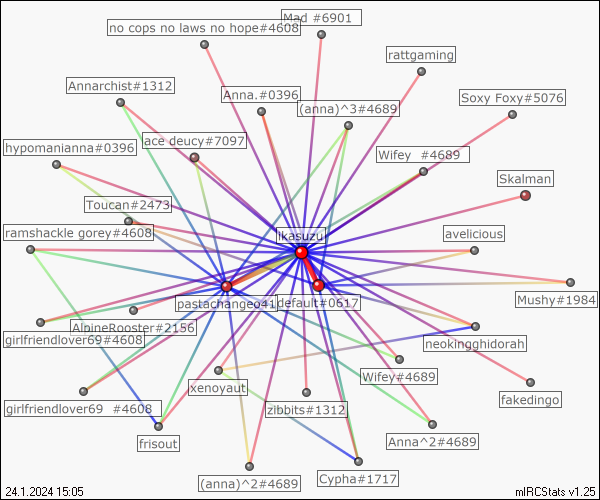 Mad #6901
no cops no laws no hope#4608
rattgaming
Annarchist#1312
Anna.#0396
Soxy Foxy#5076
(anna)^3#4689
ace deucy#7097
hypomanianna#0396
Wifey #4689
Skalman
Toucan#2473
ramshackle gorey#4608
ikasuzu
avelicious
pastachangeo41
default#0617
Mushy#1984
AlpineRooster#2156
girlfriendlover69#4608
neokingghidorah
Wifey#4689
xenoyaut
fakedingo
girlfriendlover69 #4608
zibbits#1312
frisout
Anna^2#4689
(anna)^2#4689
Cypha#1717
24.1.2024 15:05
mIRCStats v1.25